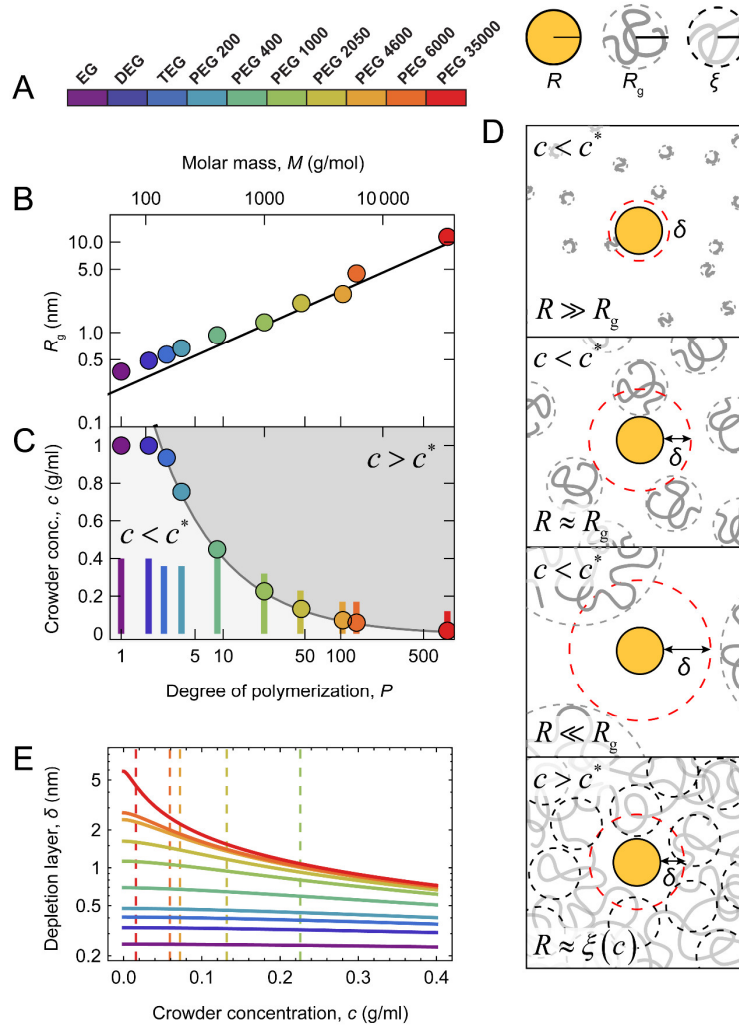 A
EG
DEG
TEG
PEG 200
PEG 400
PEG 1000
PEG 2050
PEG 4600
PEG 6000
PEG 35000
R
Rg
ξ
B
Molar mass, M (g/mol)
100
1000
10 000
10.0
5.0
1.0
0.5
0.1
Rg (nm)
C
c < c*
c > c*
1
0.8
0.6
0.4
0.2
0
Crowder conc., c (g/ml)
1
5
10
50
100
500
Degree of polymerization, P
D
c < c*
δ
R ≫ Rg
c < c*
δ
R ≈ Rg
c < c*
δ
R ≪ Rg
c > c*
δ
R ≈ ξ(c)
E
5
2
1
0.5
0.2
Depletion layer, δ (nm)
0.0
0.1
0.2
0.3
0.4
Crowder concentration, c (g/ml)